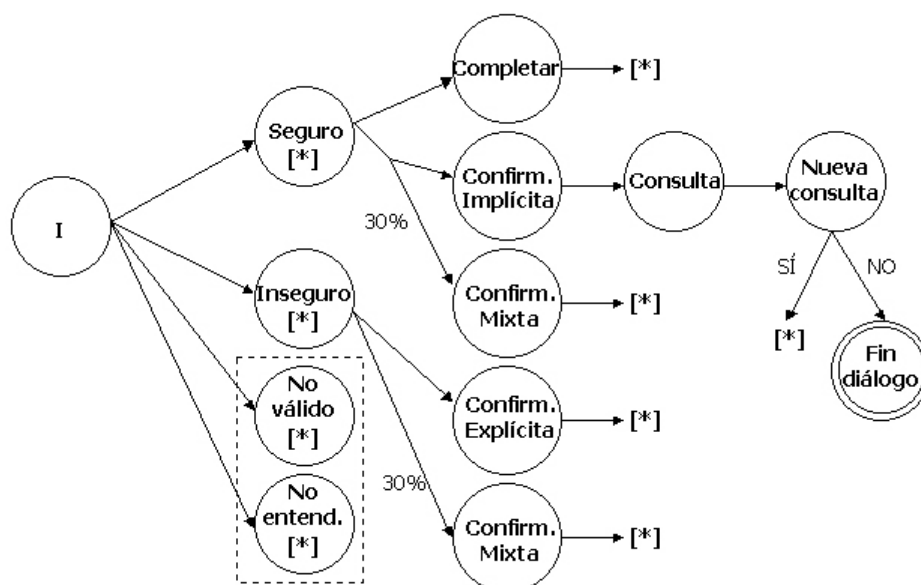 I
Seguro
[*]
Inseguro
[*]
No
válido
[*]
No
entend.
[*]
30%
30%
Completar
[*]
Confirm.
Implícita
Confirm.
Mixta
[*]
Confirm.
Explícita
[*]
Confirm.
Mixta
[*]
Consulta
Nueva
consulta
SÍ
NO
[*]
Fin
diálogo